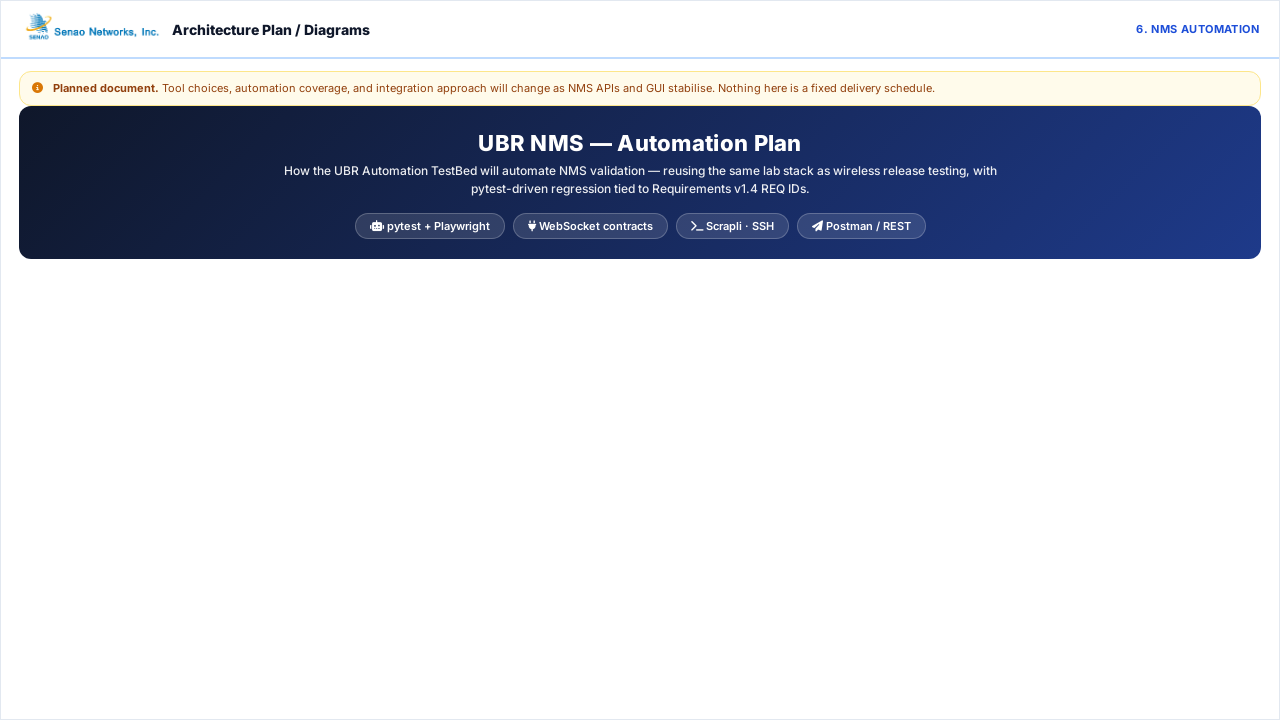 SENAO
Senao Networks, Inc.
Architecture Plan / Diagrams
6. NMS AUTOMATION
Planned document. Tool choices, automation coverage, and integration approach will change as NMS APIs and GUI stabilise. Nothing here is a fixed delivery schedule.
UBR NMS — Automation Plan
How the UBR Automation TestBed will automate NMS validation — reusing the same lab stack as wireless release testing, with
pytest-driven regression tied to Requirements v1.4 REQ IDs.
pytest + Playwright
WebSocket contracts
Scrapli · SSH
Postman / REST